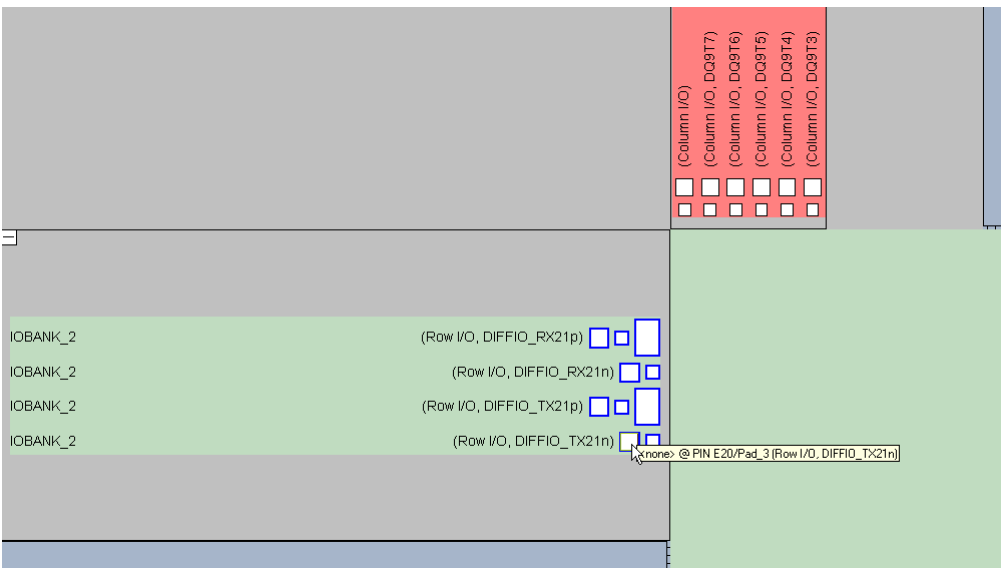 (Column I/O)
(Column I/O, DQ9T7)
(Column I/O, DQ9T6)
(Column I/O, DQ9T5)
(Column I/O, DQ9T4)
(Column I/O, DQ9T3)
IOBANK_2 (Row I/O, DIFFIO_RX21p)
IOBANK_2 (Row I/O, DIFFIO_RX21n)
IOBANK_2 (Row I/O, DIFFIO_TX21p)
IOBANK_2 (Row I/O, DIFFIO_TX21n)
<none> @ PIN E20/Pad_3 (Row I/O, DIFFIO_TX21n)